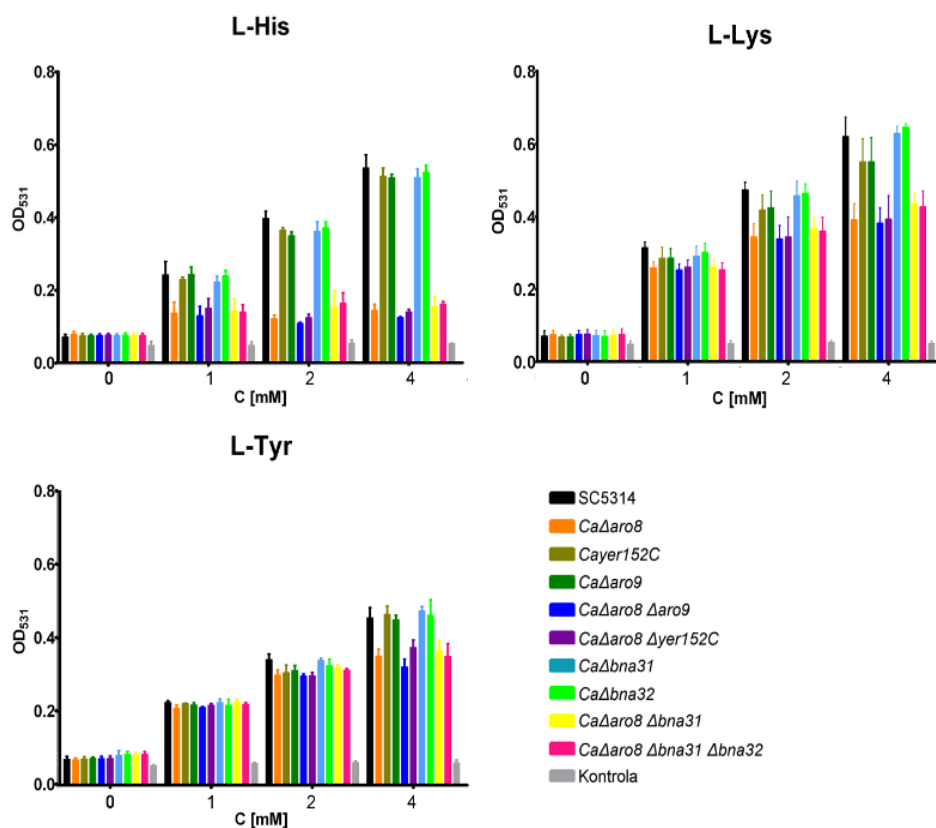 L-His
0.8
0.6
0.4
0.2
0.0
OD531
0 1 2 4
C [mM]
L-Lys
0.8
0.6
0.4
0.2
0.0
OD531
0 1 2 4
C [mM]
L-Tyr
0.8
0.6
0.4
0.2
0.0
OD531
0 1 2 4
C [mM]
SC5314
CaΔaro8
Cayer152C
CaΔaro9
CaΔaro8 Δaro9
CaΔaro8 Δyer152C
CaΔbna31
CaΔbna32
CaΔaro8 Δbna31
CaΔaro8 Δbna31 Δbna32
Kontrola